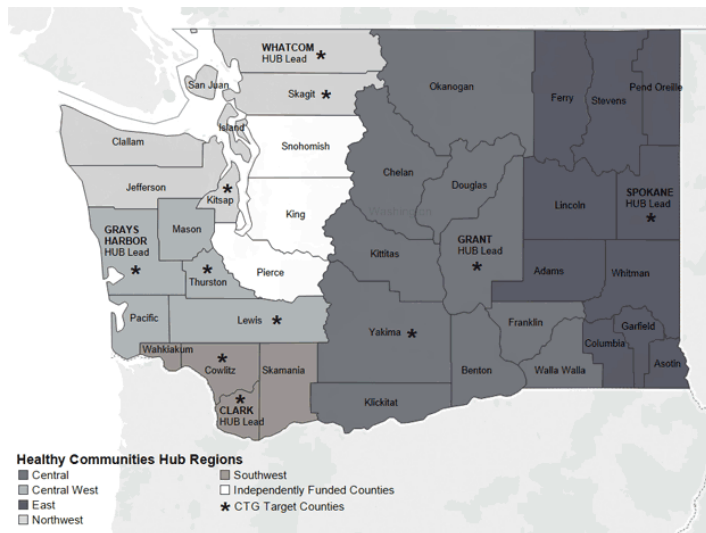 WHATCOM
HUB Lead *
San Juan
Skagit *
Okanogan
Ferry
Stevens
Pend Oreille
Island
Clallam
Snohomish
Chelan
Douglas
Jefferson
Kitsap
*
Lincoln
SPOKANE
HUB Lead
*
Washington
GRAYS
HARBOR
HUB Lead
*
Mason
King
GRANT
HUB Lead
*
Kittitas
Thurston
*
Pierce
Adams
Whitman
Pacific
Lewis *
Yakima *
Franklin
Garfield
Columbia
Wahkiakum
Cowlitz
*
Skamania
Benton
Walla Walla
Asotin
CLARK
HUB Lead
*
Klickitat
Healthy Communities Hub Regions
Central
Central West
East
Northwest
Southwest
Independently Funded Counties
* CTG Target Counties